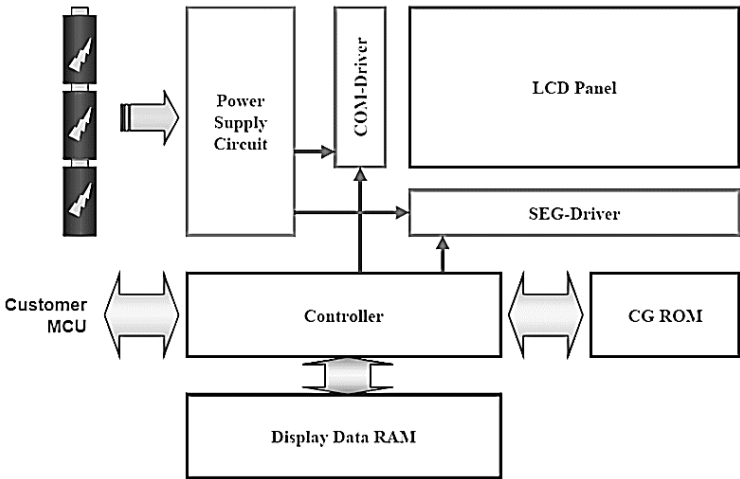 Power
Supply
Circuit
COM-Driver
LCD Panel
SEG-Driver
Customer
MCU
Controller
CG ROM
Display Data RAM